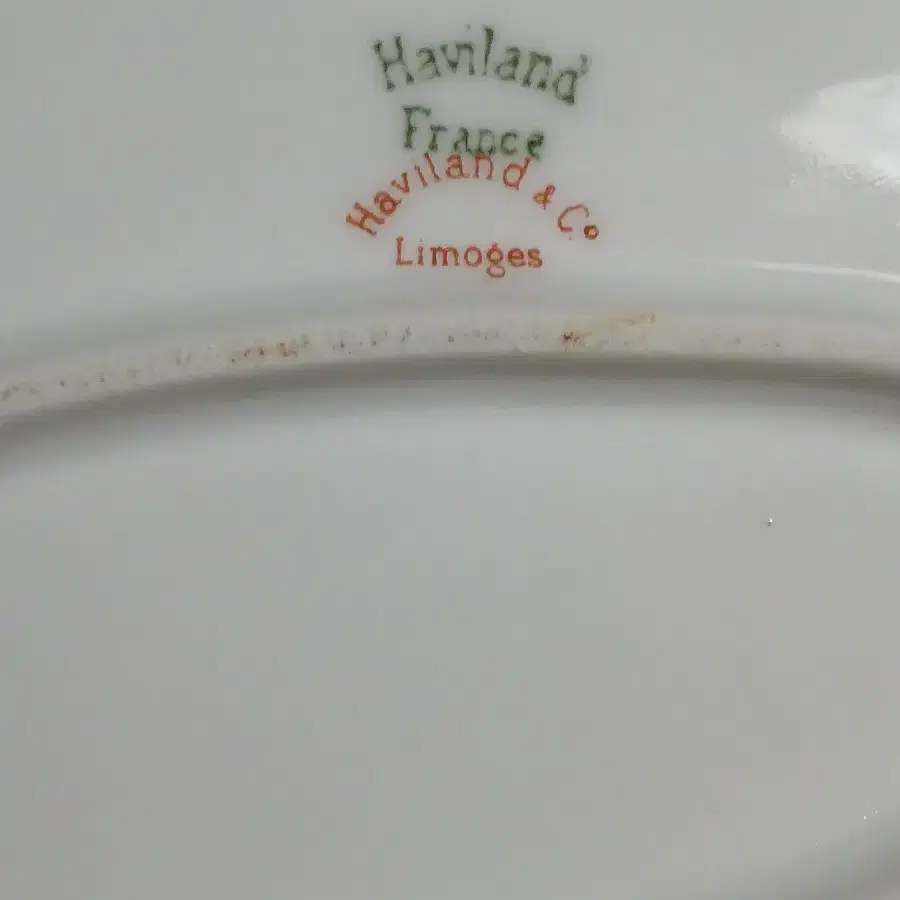 Haviland
France
Haviland & Co
Limoges